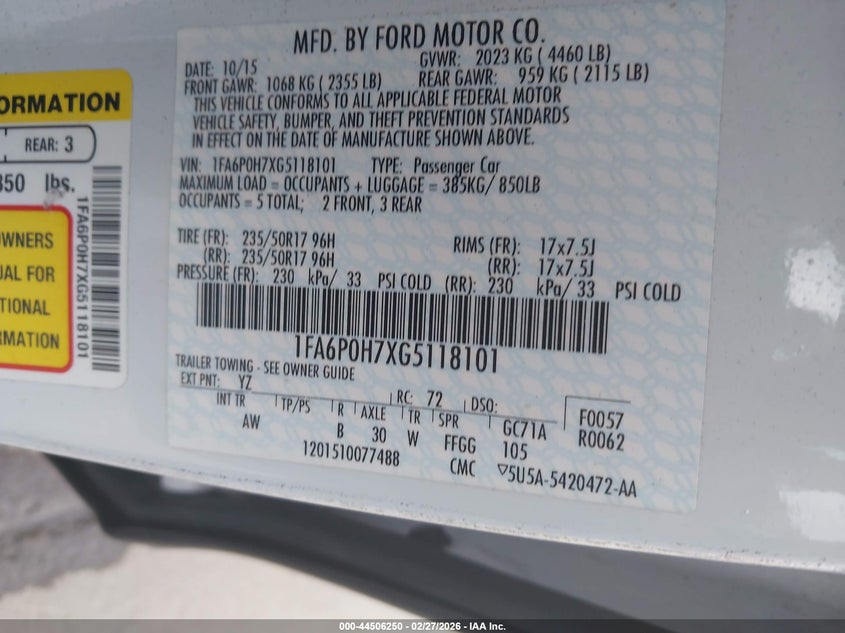 MFD. BY FORD MOTOR CO.
DATE: 10/15 GVWR: 2023 KG ( 4460 LB)
FRONT GAWR: 1068 KG ( 2355 LB) REAR GAWR: 959 KG ( 2115 LB)
THIS VEHICLE CONFORMS TO ALL APPLICABLE FEDERAL MOTOR
VEHICLE SAFETY, BUMPER, AND THEFT PREVENTION STANDARDS
IN EFFECT ON THE DATE OF MANUFACTURE SHOWN ABOVE.
VIN: 1FA6P0H7XG5118101 TYPE: Passenger Car
MAXIMUM LOAD = OCCUPANTS + LUGGAGE = 385KG/ 850LB
OCCUPANTS = 5 TOTAL; 2 FRONT, 3 REAR
TIRE (FR): 235/50R17 96H RIMS (FR): 17x7.5J
(RR): 235/50R17 96H (RR): 17x7.5J
PRESSURE (FR): 230 kPa/ 33 PSI COLD (RR): 230 kPa/ 33 PSI COLD
1FA6P0H7XG5118101
TRAILER TOWING - SEE OWNER GUIDE
EXT PNT: YZ RC: 72 DSO: F0057
INT TR TP/PS R AXLE TR SPR GC71A R0062
AW B 30 W FFGG 105
1201510077488 CMC ▽5U5A-5420472-AA
ORMATION
REAR: 3
850 lbs.
WNERS
UAL FOR
TIONAL
RMATION
1FA6P0H7XG5118101
000-44506250 - 02/27/2026 - IAA Inc.